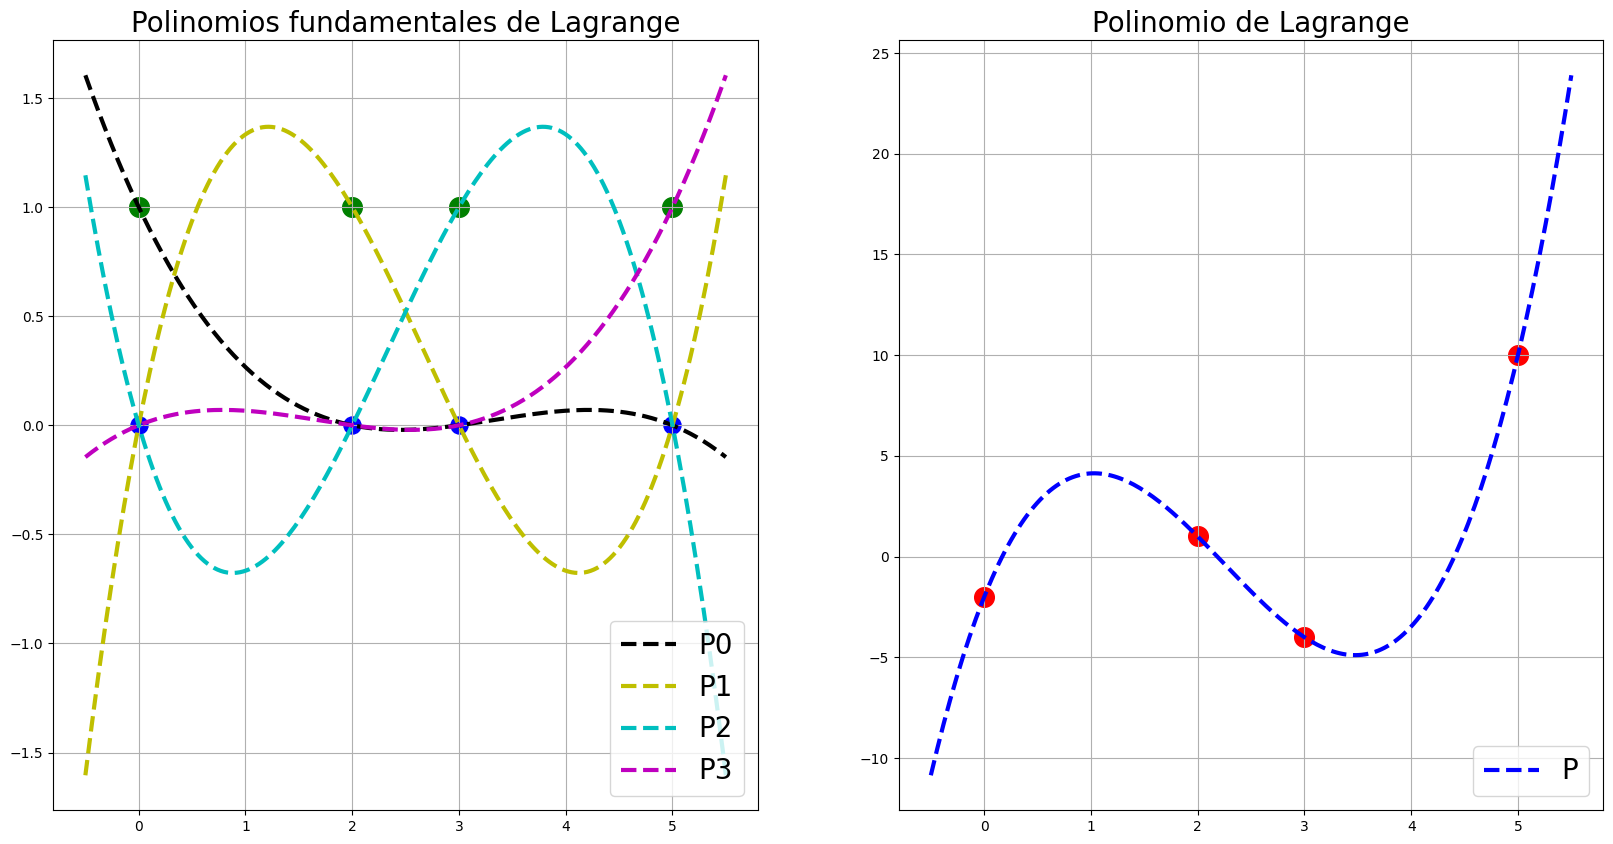 Polinomios fundamentales de Lagrange
1.5
1.0
0.5
0.0
−0.5
−1.0
−1.5
0 1 2 3 4 5
P0
P1
P2
P3
Polinomio de Lagrange
25
20
15
10
5
0
−5
−10
0 1 2 3 4 5
P